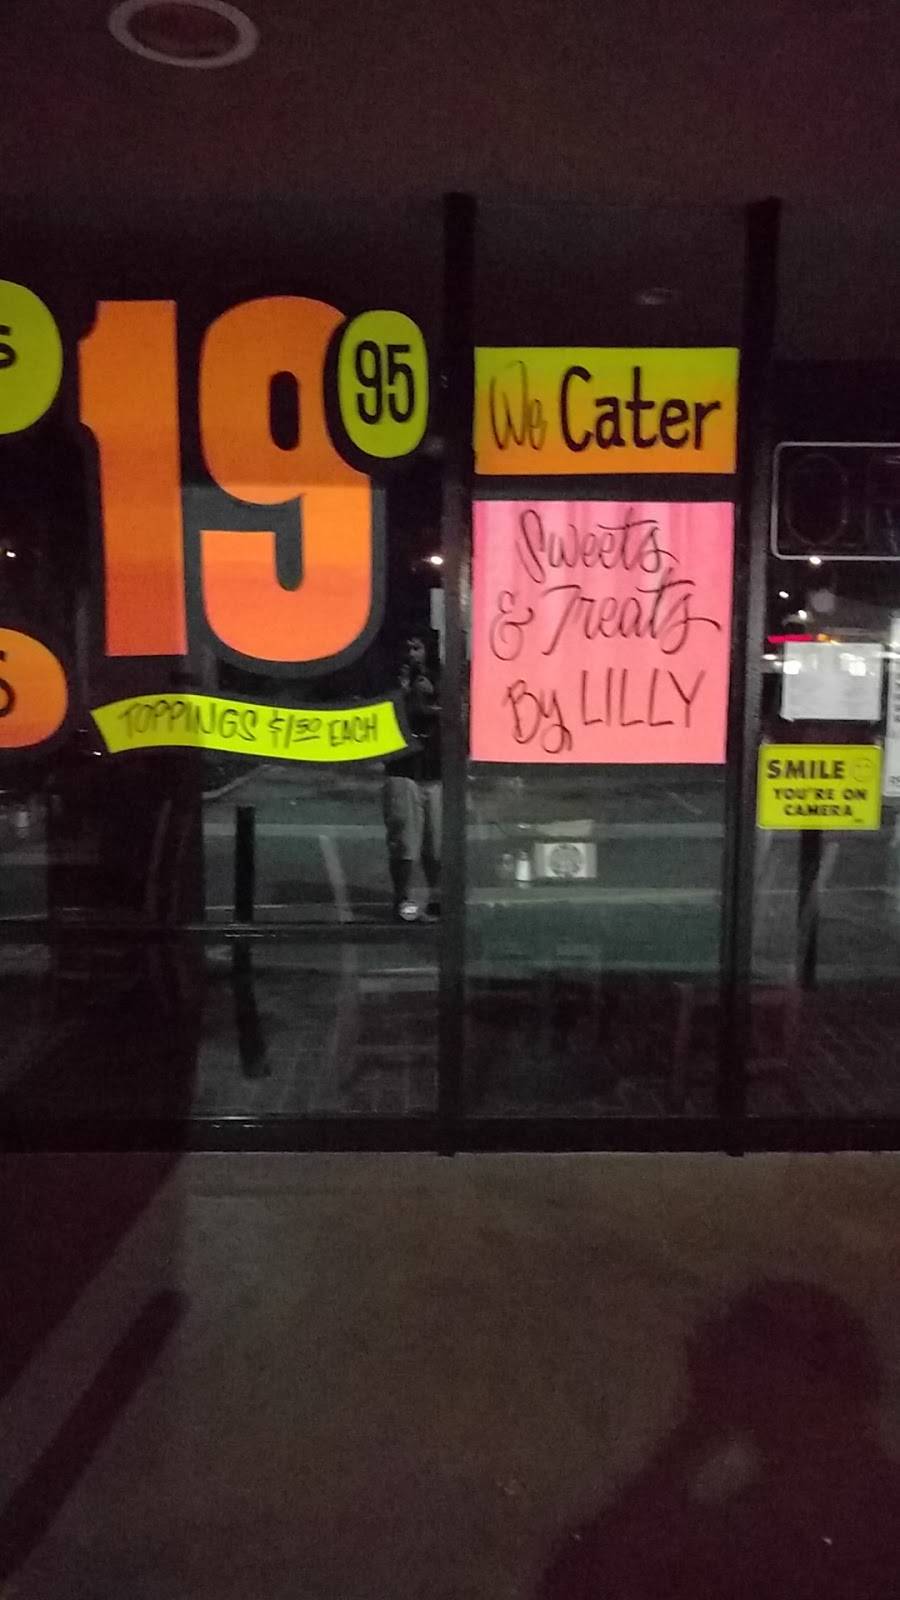 S
19
95
S
TOPPINGS $1.50 EACH
We Cater
Sweets
& Treats
By LILLY
O
SMILE
YOU'RE ON
CAMERA